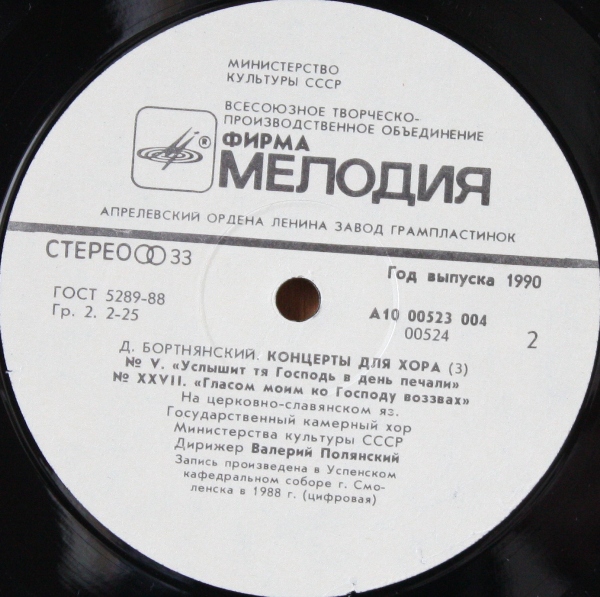 МИНИСТЕРСТВО
КУЛЬТУРЫ СССР
ВСЕСОЮЗНОЕ ТВОРЧЕСКО-
ПРОИЗВОДСТВЕННОЕ ОБЪЕДИНЕНИЕ
ФИРМА
® МЕЛОДИЯ
АПРЕЛЕВСКИЙ ОРДЕНА ЛЕНИНА ЗАВОД ГРАМПЛАСТИНОК
СТЕРЕО 33
Год выпуска 1990
ГОСТ 5289-88
Гр. 2. 2-25
А10 00523 004
00524
2
Д. БОРТНЯНСКИЙ. КОНЦЕРТЫ ДЛЯ ХОРА (3)
№ V. «Услышит тя Господь в день печали»
№ XXVII. «Гласом моим ко Господу воззвах»
На церковно-славянском яз.
Государственный камерный хор
Министерства культуры СССР
Дирижер Валерий Полянский
Запись произведена в Успенском
кафедральном соборе г. Смо-
ленска в 1988 г. (цифровая)